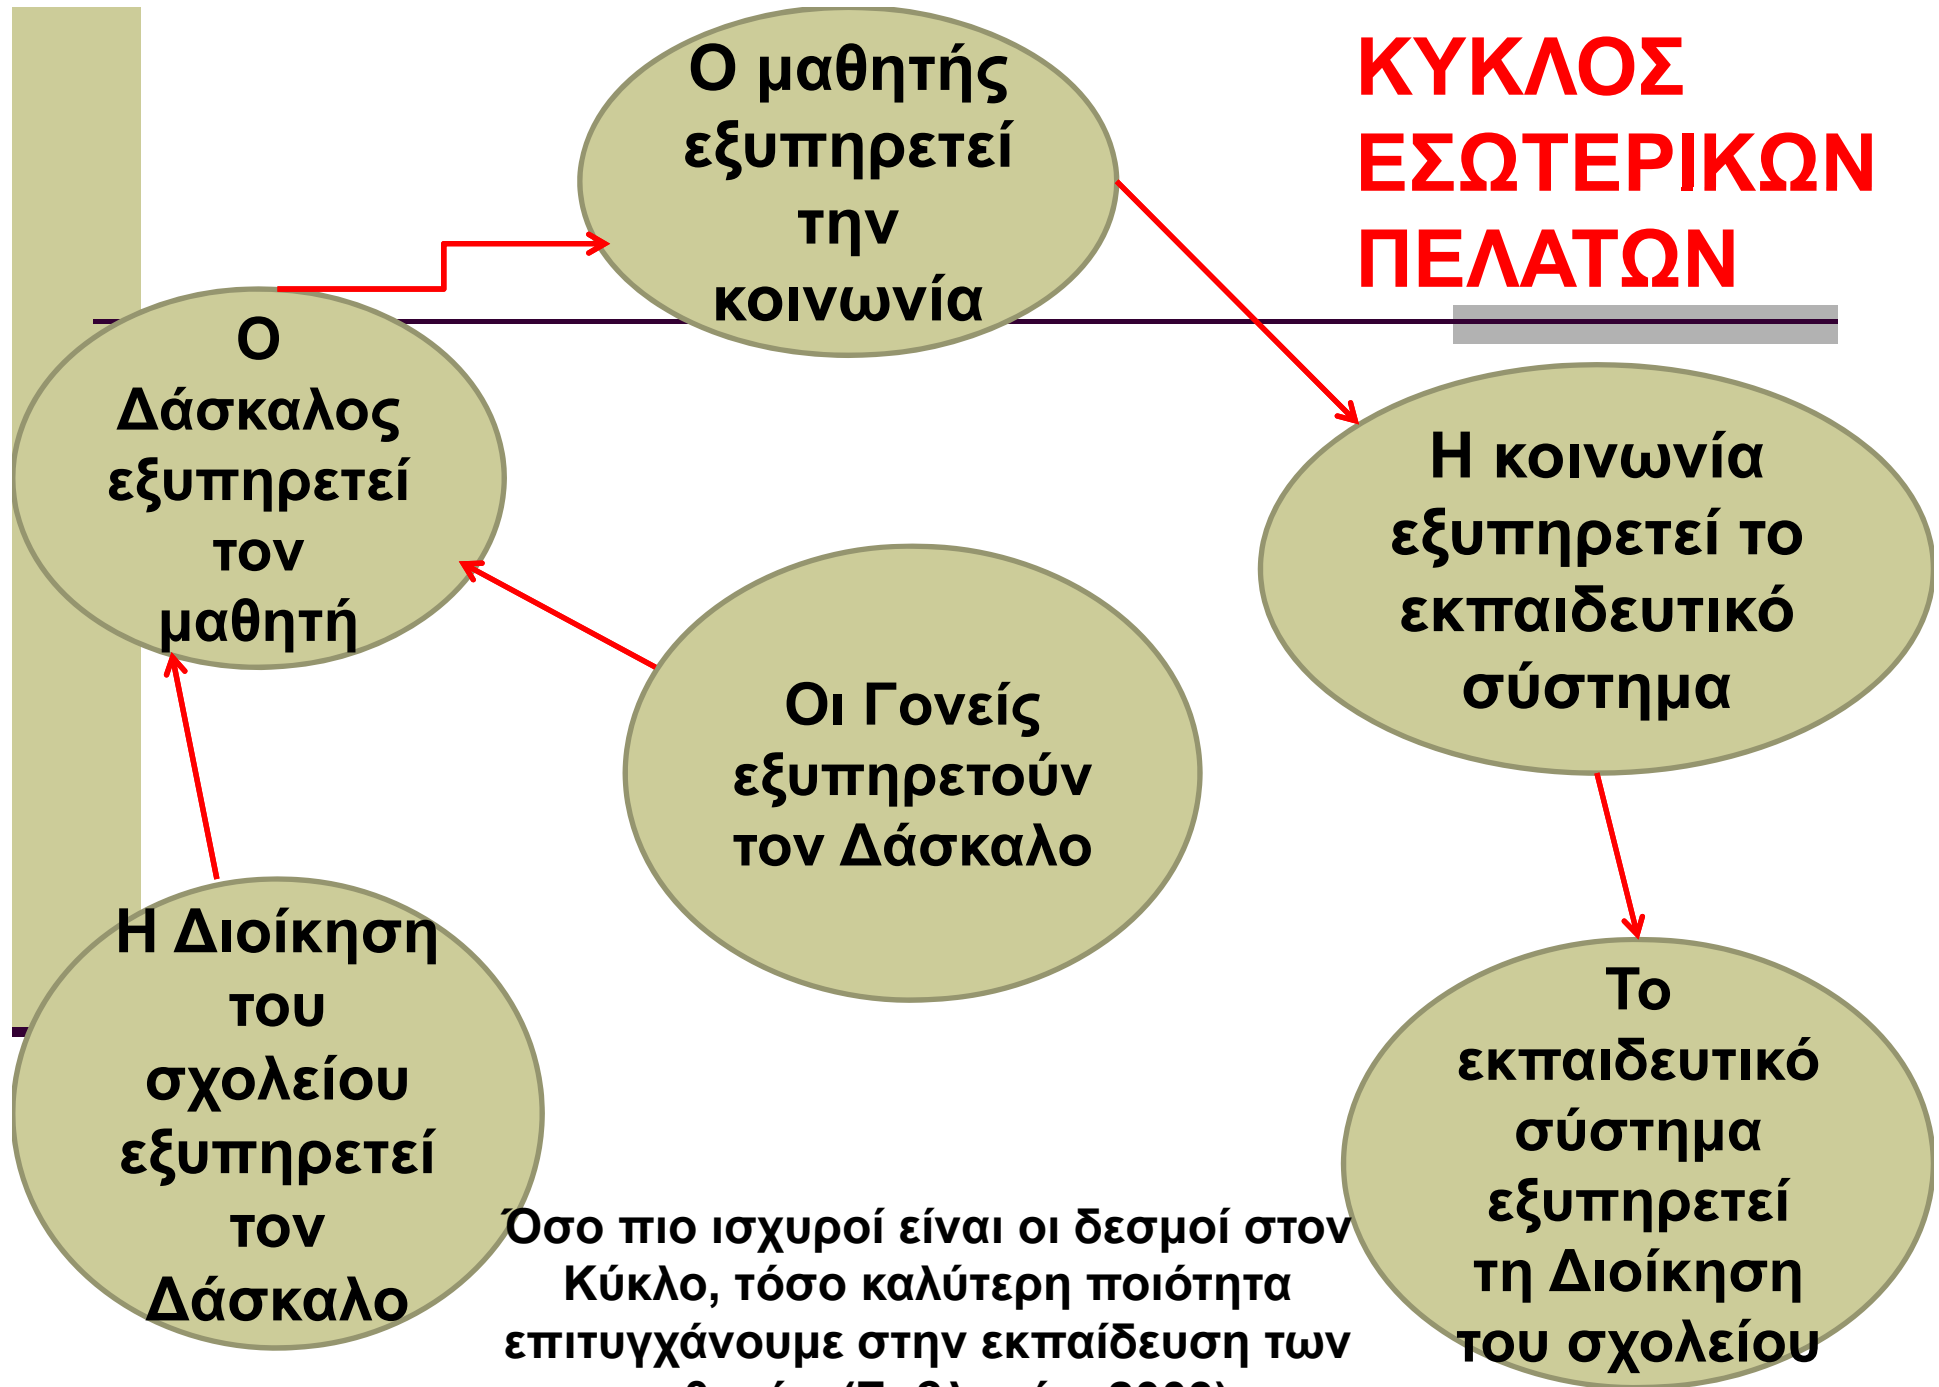 ΚΥΚΛΟΣ
ΕΣΩΤΕΡΙΚΩΝ
ΠΕΛΑΤΩΝ
Ο μαθητής
εξυπηρετεί
την
κοινωνία
Ο
Δάσκαλος
εξυπηρετεί
τον
μαθητή
Η κοινωνία
εξυπηρετεί το
εκπαιδευτικό
σύστημα
Οι Γονείς
εξυπηρετούν
τον Δάσκαλο
Η Διοίκηση
του
σχολείου
εξυπηρετεί
τον
Δάσκαλο
Το
εκπαιδευτικό
σύστημα
εξυπηρετεί
τη Διοίκηση
του σχολείου
Όσο πιο ισχυροί είναι οι δεσμοί στον
Κύκλο, τόσο καλύτερη ποιότητα
επιτυγχάνουμε στην εκπαίδευση των